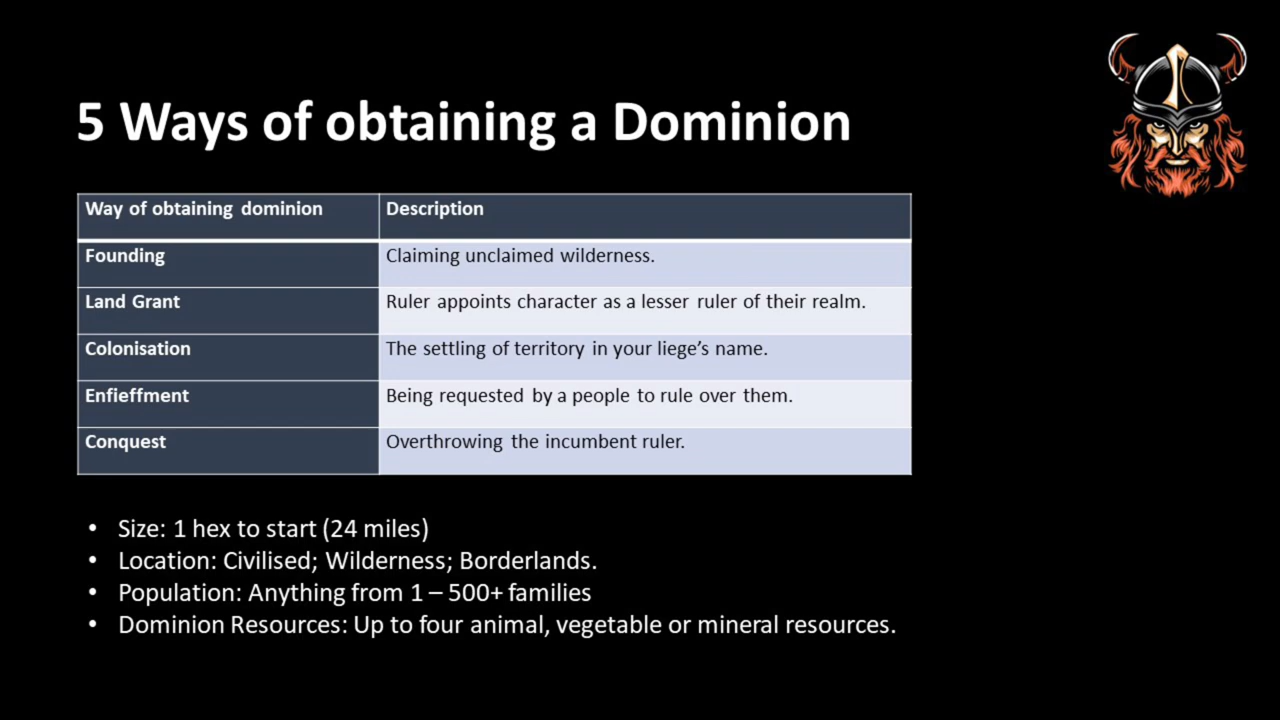 5 Ways of obtaining a Dominion
Way of obtaining dominion Description
Founding Claiming unclaimed wilderness.
Land Grant Ruler appoints character as a lesser ruler of their realm.
Colonisation The settling of territory in your liege’s name.
Enfieffment Being requested by a people to rule over them.
Conquest Overthrowing the incumbent ruler.
• Size: 1 hex to start (24 miles)
• Location: Civilised; Wilderness; Borderlands.
• Population: Anything from 1 – 500+ families
• Dominion Resources: Up to four animal, vegetable or mineral resources.